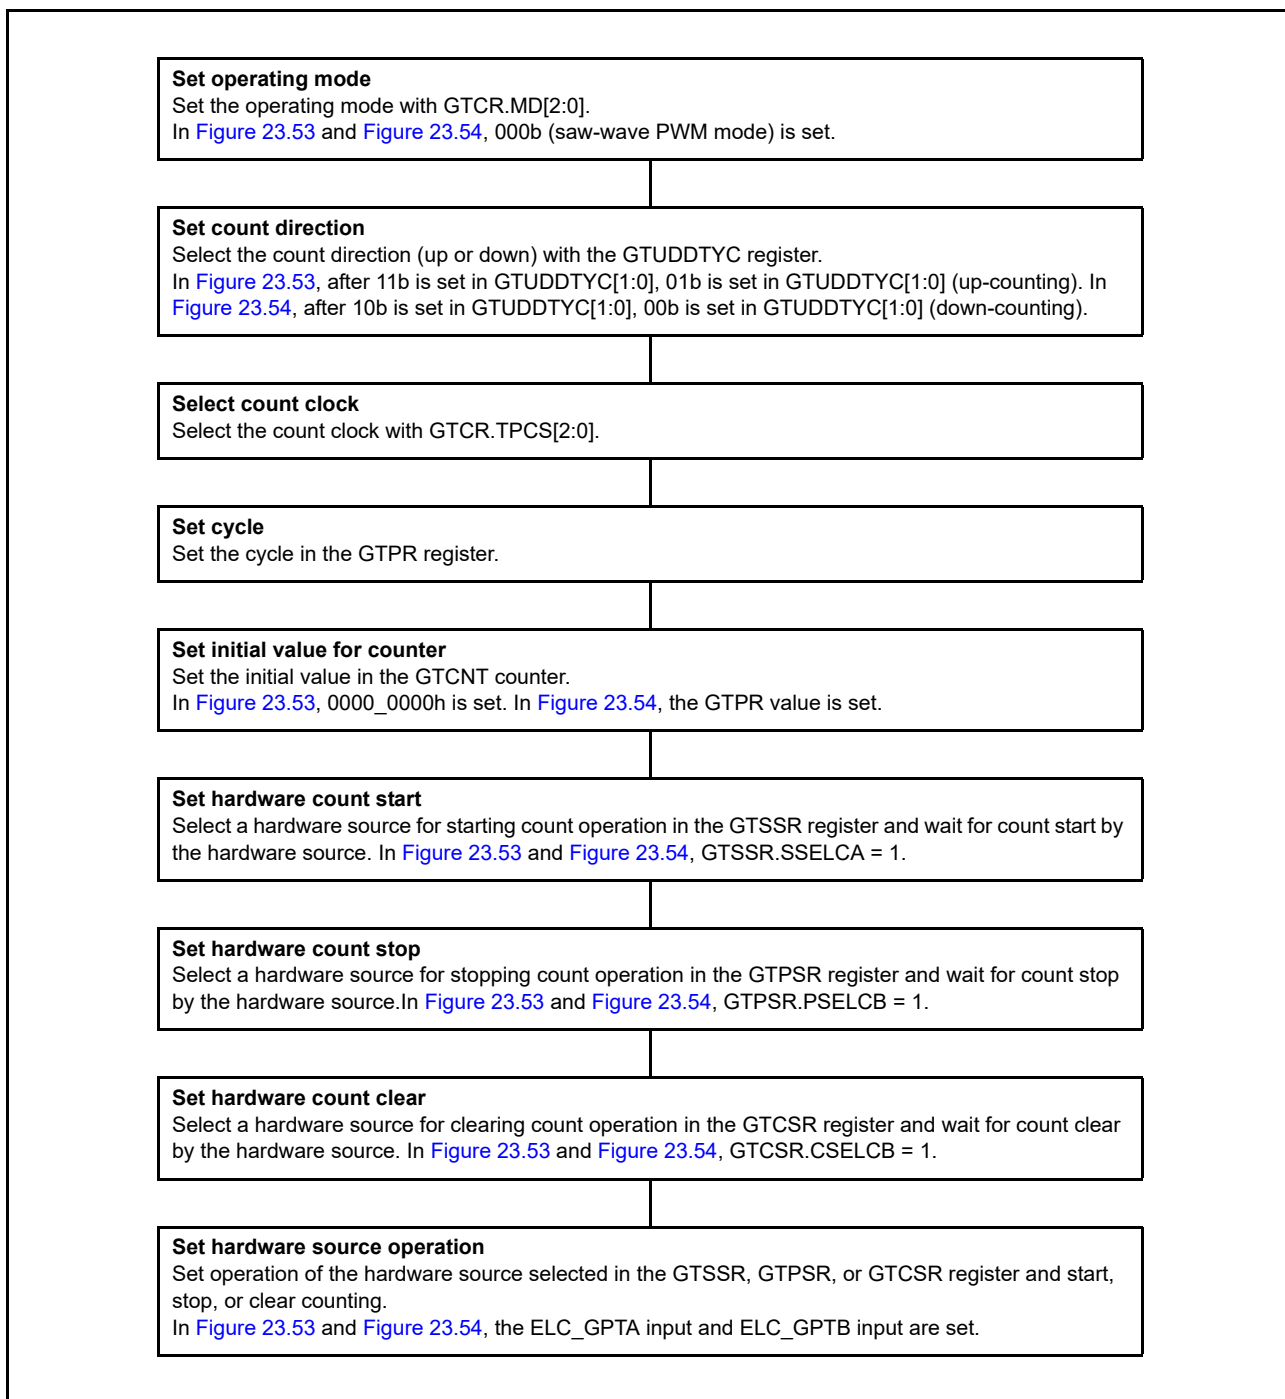 Set operating mode
Set the operating mode with GTCR.MD[2:0].
In Figure 23.53 and Figure 23.54, 000b (saw-wave PWM mode) is set.
Set count direction
Select the count direction (up or down) with the GTUDDTYC register.
In Figure 23.53, after 11b is set in GTUDDTYC[1:0], 01b is set in GTUDDTYC[1:0] (up-counting). In
Figure 23.54, after 10b is set in GTUDDTYC[1:0], 00b is set in GTUDDTYC[1:0] (down-counting).
Select count clock
Select the count clock with GTCR.TPCS[2:0].
Set cycle
Set the cycle in the GTPR register.
Set initial value for counter
Set the initial value in the GTCNT counter.
In Figure 23.53, 0000_0000h is set. In Figure 23.54, the GTPR value is set.
Set hardware count start
Select a hardware source for starting count operation in the GTSSR register and wait for count start by
the hardware source. In Figure 23.53 and Figure 23.54, GTSSR.SSELCA = 1.
Set hardware count stop
Select a hardware source for stopping count operation in the GTPSR register and wait for count stop
by the hardware source.In Figure 23.53 and Figure 23.54, GTPSR.PSELCB = 1.
Set hardware count clear
Select a hardware source for clearing count operation in the GTCSR register and wait for count clear
by the hardware source. In Figure 23.53 and Figure 23.54, GTCSR.CSELCB = 1.
Set hardware source operation
Set operation of the hardware source selected in the GTSSR, GTPSR, or GTCSR register and start,
stop, or clear counting.
In Figure 23.53 and Figure 23.54, the ELC_GPTA input and ELC_GPTB input are set.